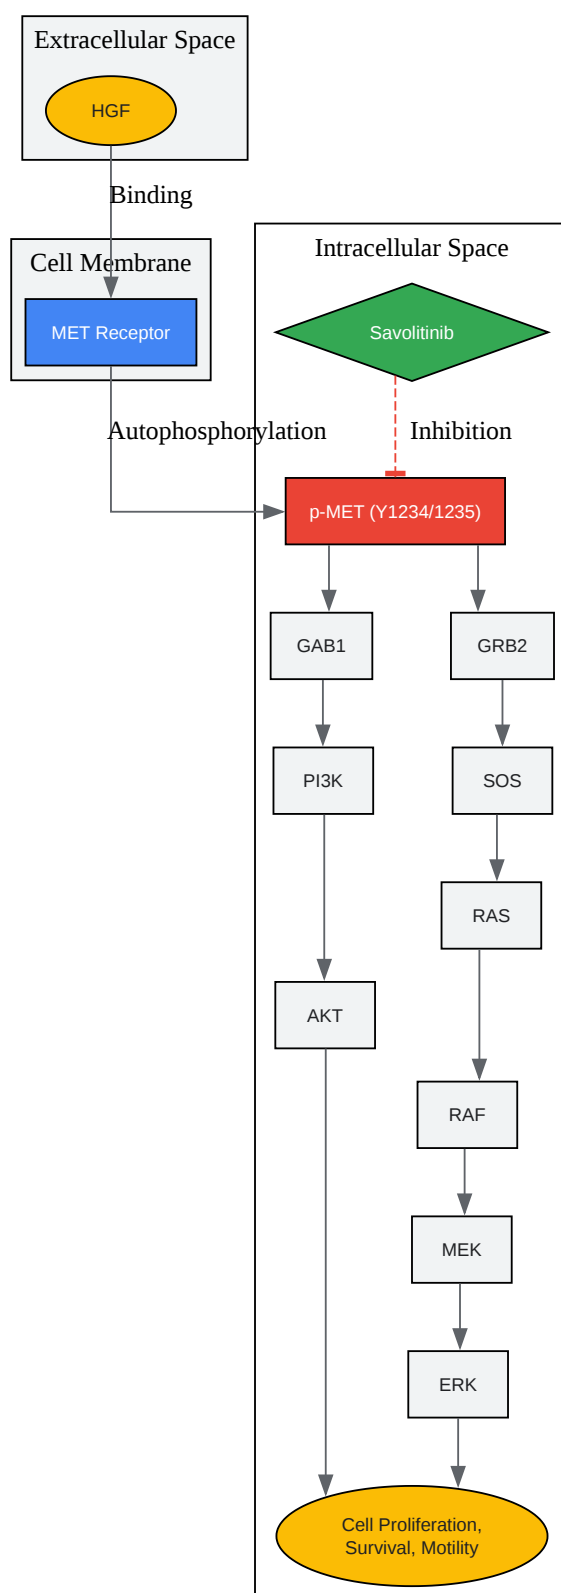 Extracellular Space
HGF
Binding
Cell Membrane
MET Receptor
Intracellular Space
Savolitinib
Autophosphorylation
Inhibition
p-MET (Y1234/1235)
GAB1
GRB2
PI3K
SOS
RAS
AKT
RAF
MEK
ERK
Cell Proliferation,
Survival, Motility